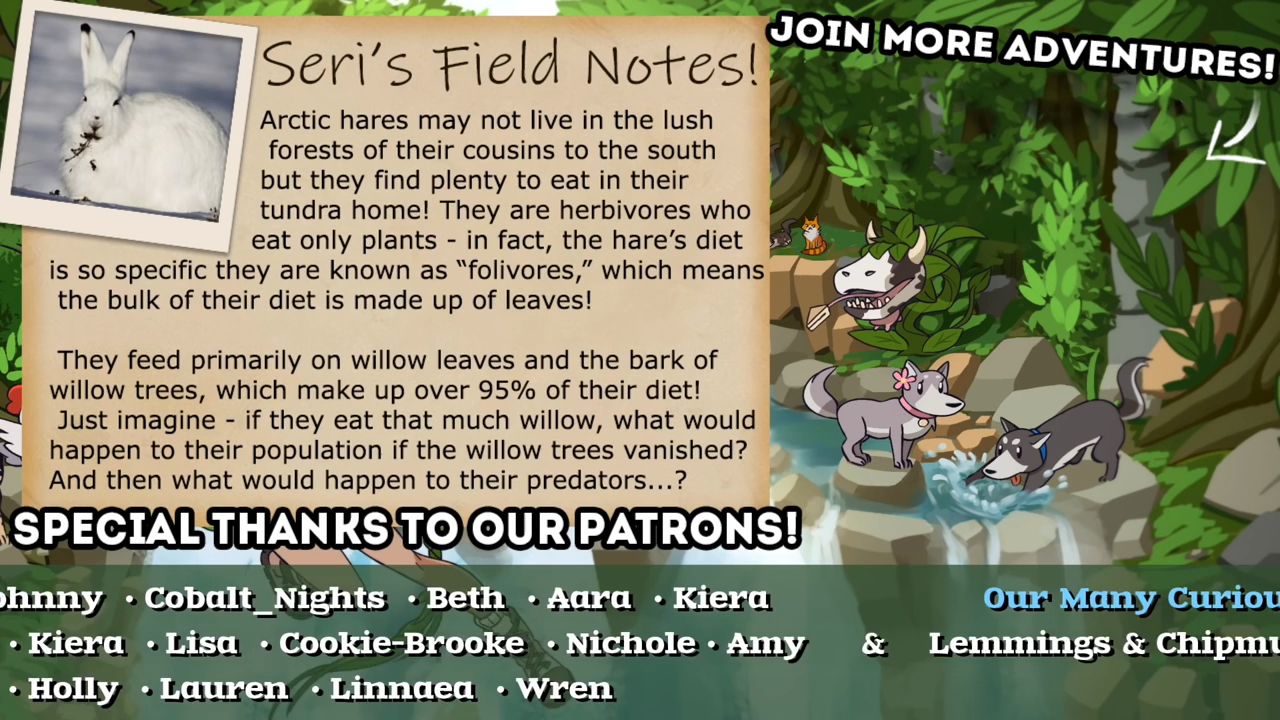 Seri's Field Notes!
JOIN MORE ADVENTURES!
Arctic hares may not live in the lush
forests of their cousins to the south
but they find plenty to eat in their
tundra home! They are herbivores who
eat only plants - in fact, the hare's diet
is so specific they are known as “folivores,” which means
the bulk of their diet is made up of leaves!
They feed primarily on willow leaves and the bark of
willow trees, which make up over 95% of their diet!
Just imagine - if they eat that much willow, what would
happen to their population if the willow trees vanished?
And then what would happen to their predators...?
SPECIAL THANKS TO OUR PATRONS!
ohnny • Cobalt_Nights • Beth • Aara • Kiera Our Many Curiou
• Kiera • Lisa • Cookie-Brooke • Nichole • Amy & Lemmings & Chipmu
• Holly • Lauren • Linnaea • Wren